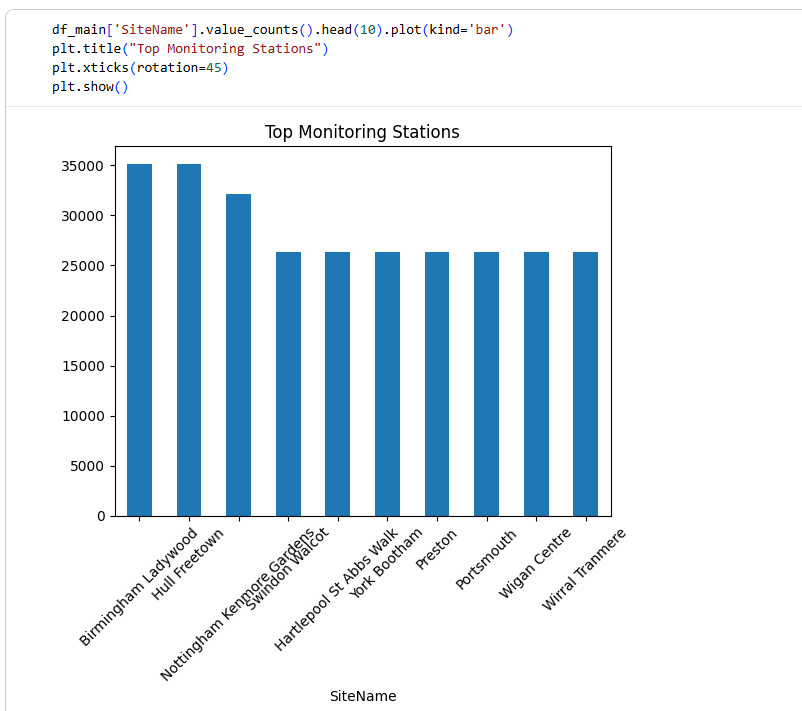 df_main['SiteName'].value_counts().head(10).plot(kind='bar')
plt.title("Top Monitoring Stations")
plt.xticks(rotation=45)
plt.show()
Top Monitoring Stations
35000
30000
25000
20000
15000
10000
5000
0
Birmingham Ladywood
Hull Freetown
Nottingham Kenmore Gardens
Swindon Walcot
Hartlepool St Abbs Walk
York Bootham
Preston
Portsmouth
Wigan Centre
Wirral Tranmere
SiteName